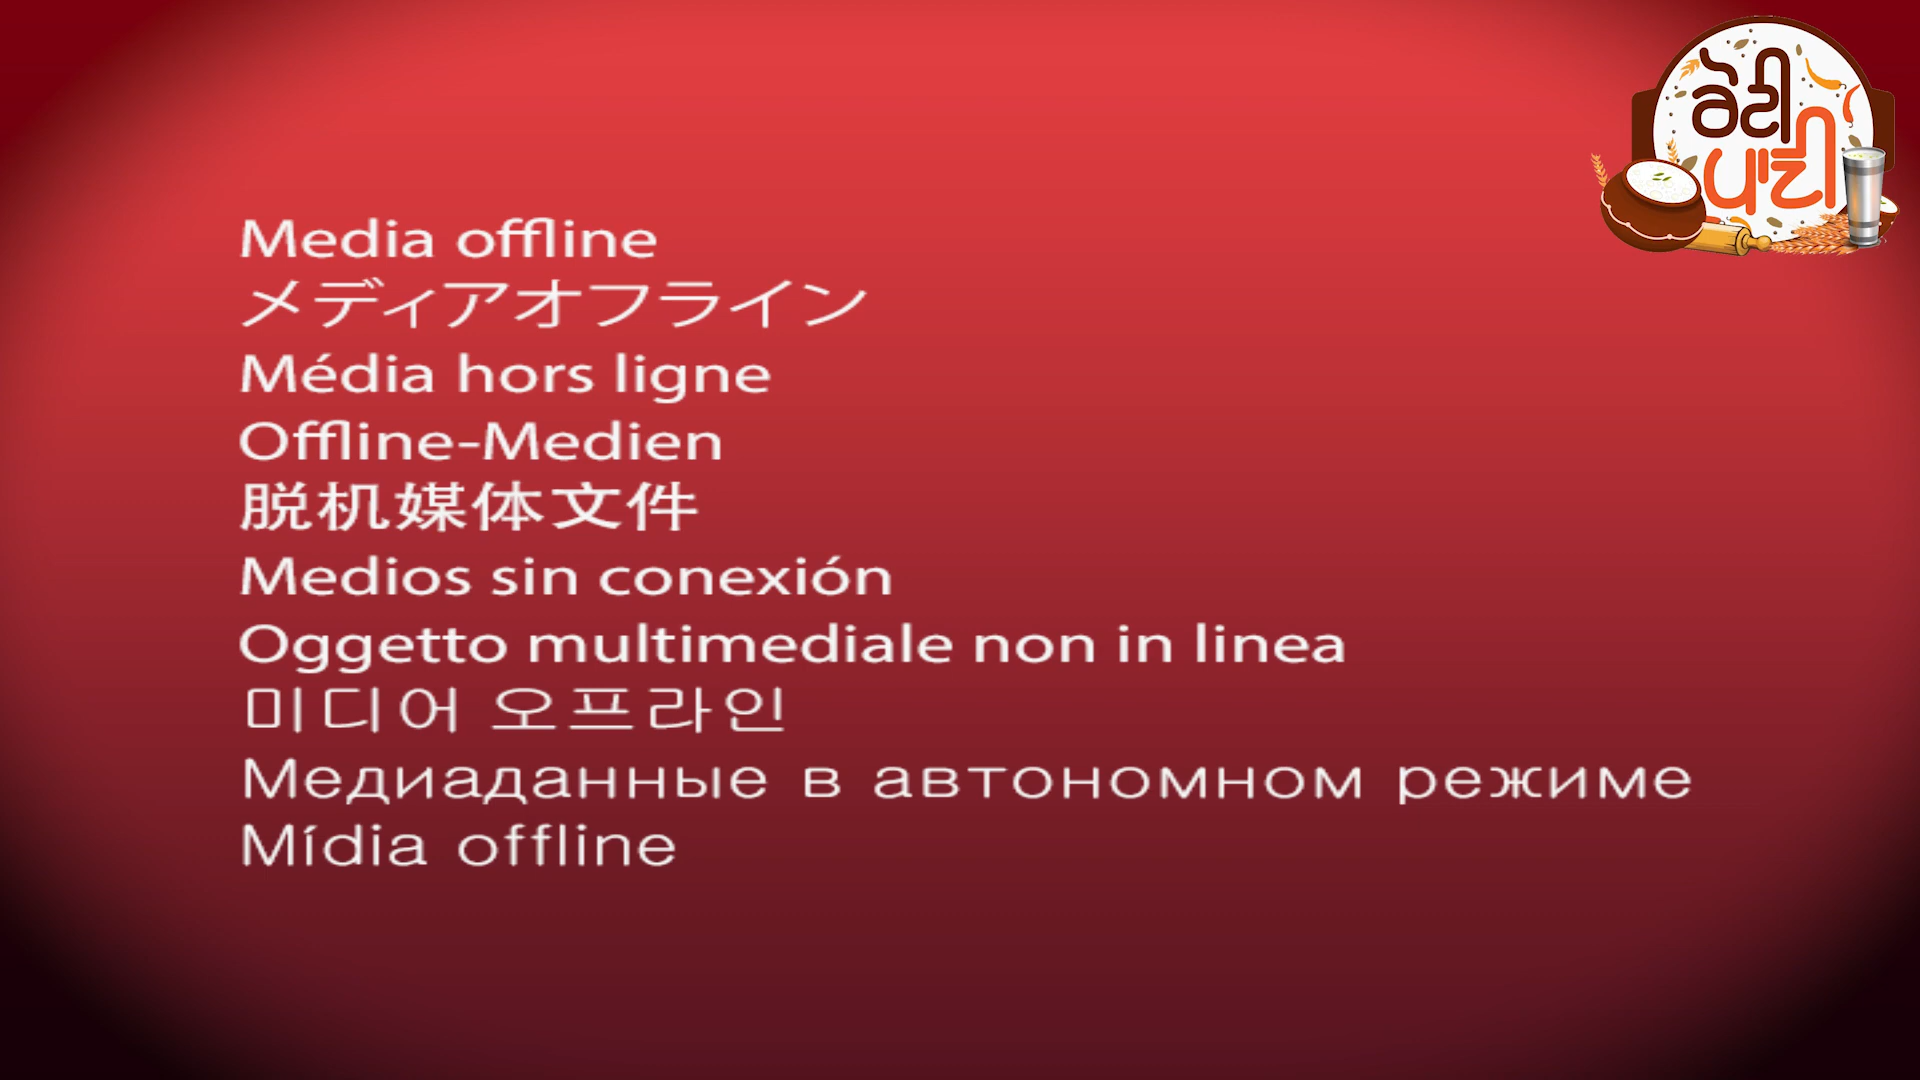 Media offline
メディアオフライン
Média hors ligne
Offline-Medien
脱机媒体文件
Medios sin conexión
Oggetto multimediale non in linea
미디어 오프라인
Медиаданные в автономном режиме
Mídia offline